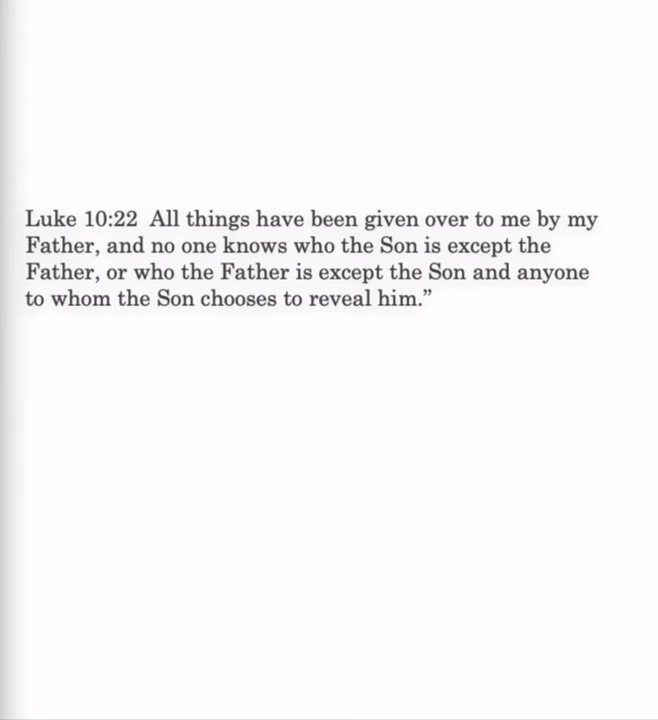 Luke 10:22  All things have been given over to me by my
Father, and no one knows who the Son is except the
Father, or who the Father is except the Son and anyone
to whom the Son chooses to reveal him.”